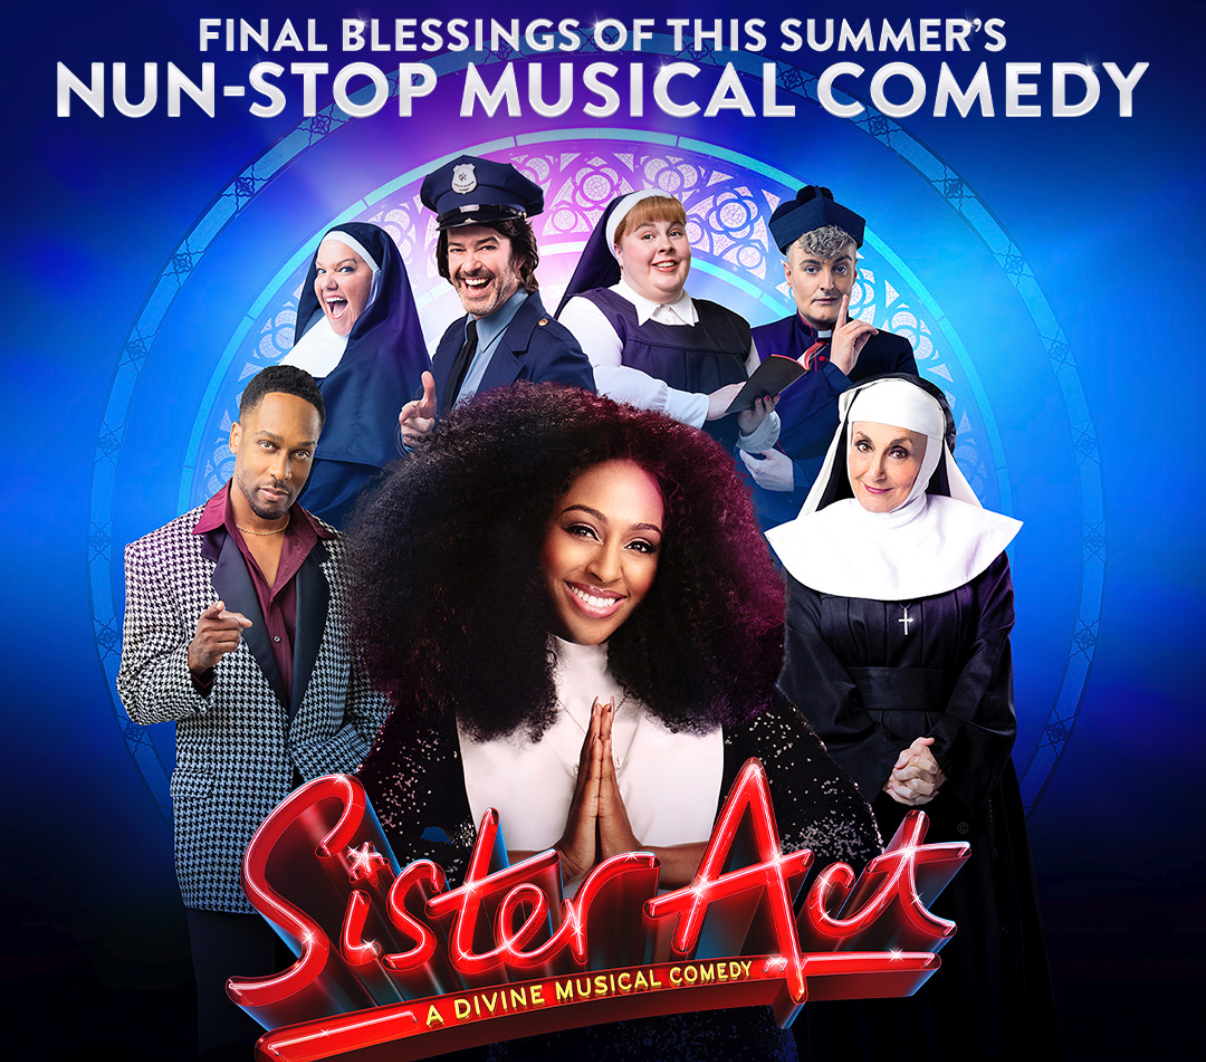 FINAL BLESSINGS OF THIS SUMMER'S
NUN-STOP MUSICAL COMEDY
Sister Act
A DIVINE MUSICAL COMEDY
©